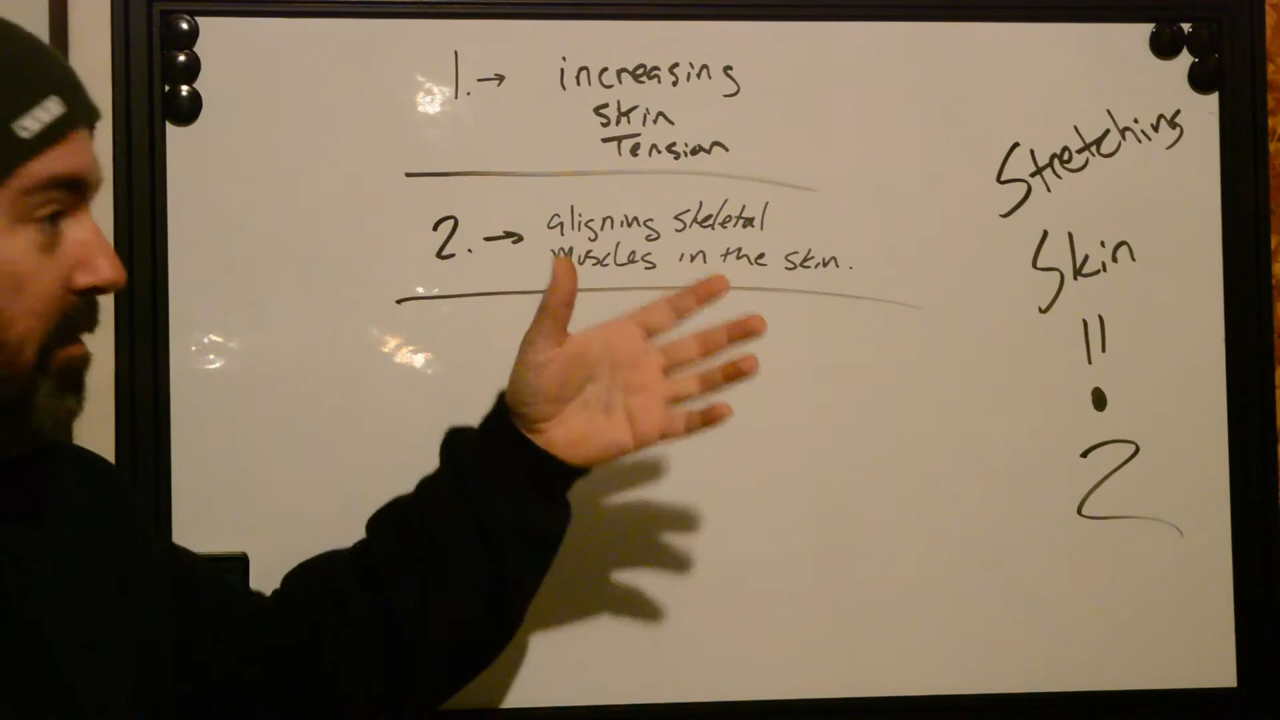 1. → increasing
skin
Tension
2. → aligning skeletal
muscles in the skin.
Stretching
Skin
!!
2